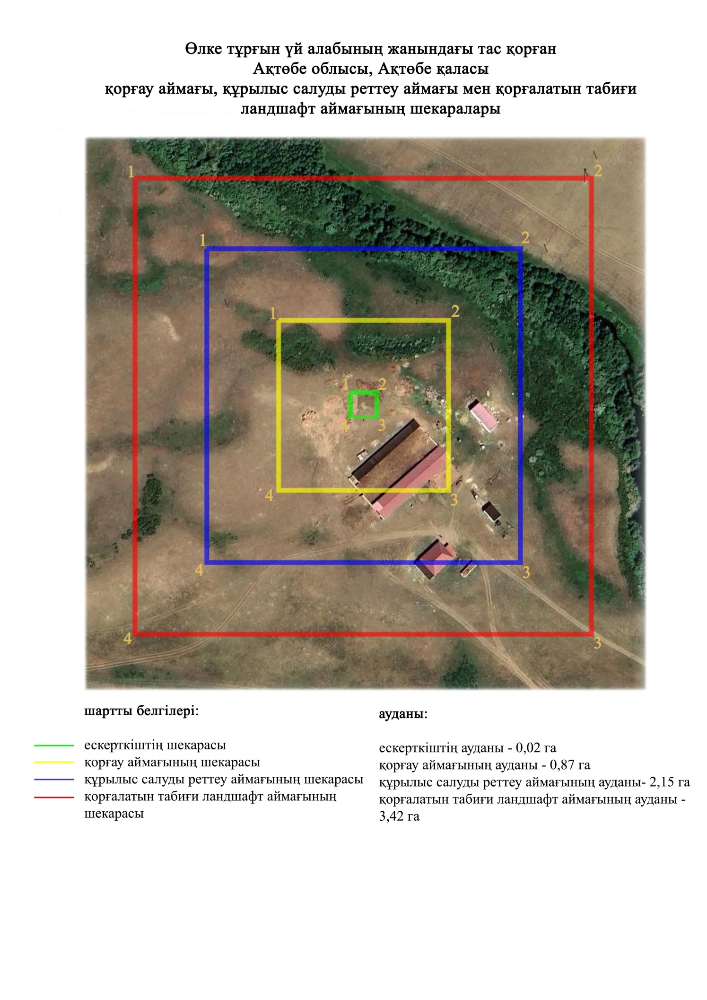 Өлке тұрғын үй алабының жанындағы тас қорған
Ақтөбе облысы, Ақтөбе қаласы
қорғау аймағы, құрылыс салуды реттеу аймағы мен қорғалатын табиғи
ландшафт аймағының шекаралары
1
2
1
2
1
2
1
2
4
3
4
3
4
3
4
3
шартты белгілері:
ескерткіштің шекарасы
қорғау аймағының шекарасы
құрылыс салуды реттеу аймағының шекарасы
қорғалатын табиғи ландшафт аймағының
шекарасы
ауданы:
ескерткіштің ауданы - 0,02 га
қорғау аймағының ауданы - 0,87 га
құрылыс салуды реттеу аймағының ауданы- 2,15 га
қорғалатын табиғи ландшафт аймағының ауданы -
3,42 га